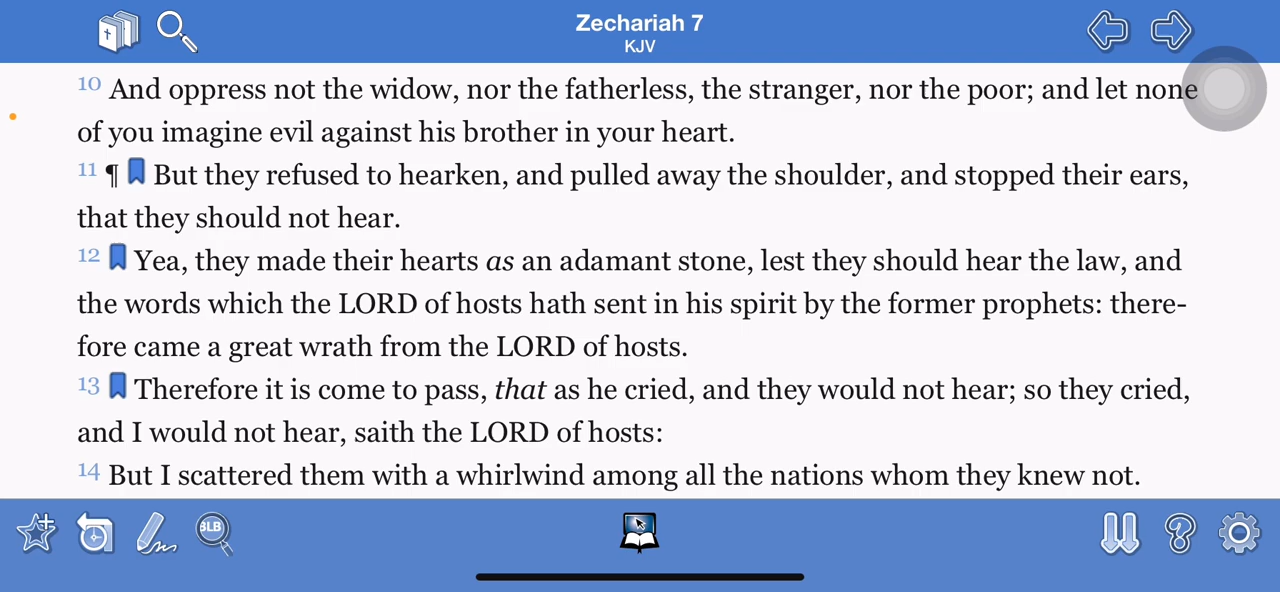 Zechariah 7
KJV
10 And oppress not the widow, nor the fatherless, the stranger, nor the poor; and let none
of you imagine evil against his brother in your heart.
11 ¶ But they refused to hearken, and pulled away the shoulder, and stopped their ears,
that they should not hear.
12 Yea, they made their hearts as an adamant stone, lest they should hear the law, and
the words which the LORD of hosts hath sent in his spirit by the former prophets: there-
fore came a great wrath from the LORD of hosts.
13 Therefore it is come to pass, that as he cried, and they would not hear; so they cried,
and I would not hear, saith the LORD of hosts:
14 But I scattered them with a whirlwind among all the nations whom they knew not.
BLB